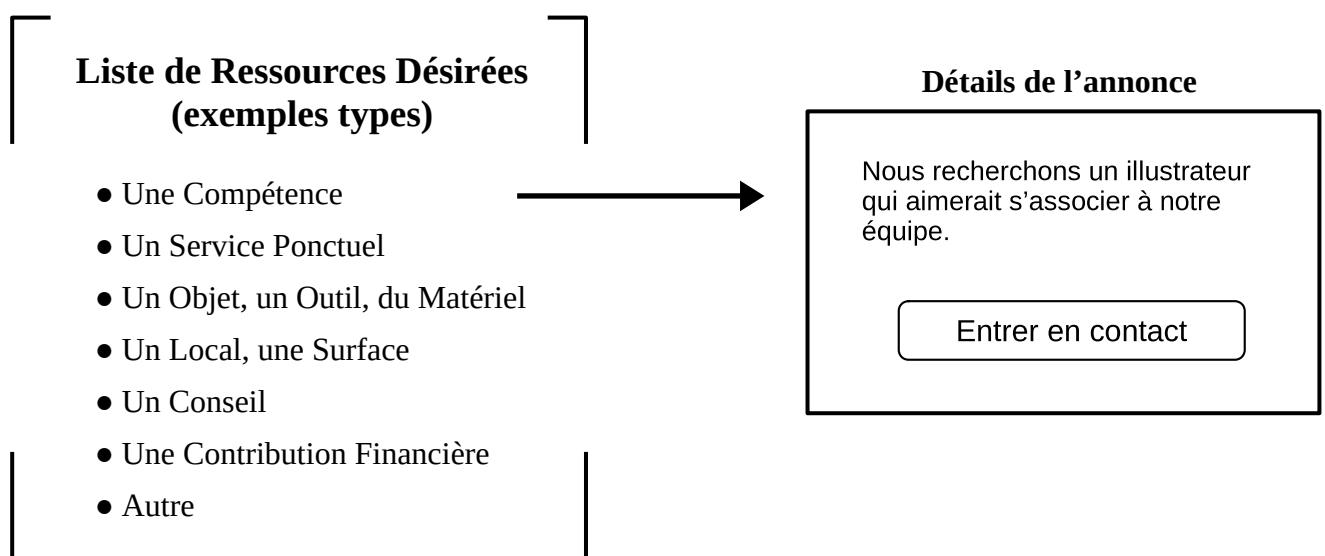 Liste de Ressources Désirées
(exemples types)
● Une Compétence
● Un Service Ponctuel
● Un Objet, un Outil, du Matériel
● Un Local, une Surface
● Un Conseil
● Une Contribution Financière
● Autre
Détails de l’annonce
Nous recherchons un illustrateur
qui aimerait s’associer à notre
équipe.
Entrer en contact